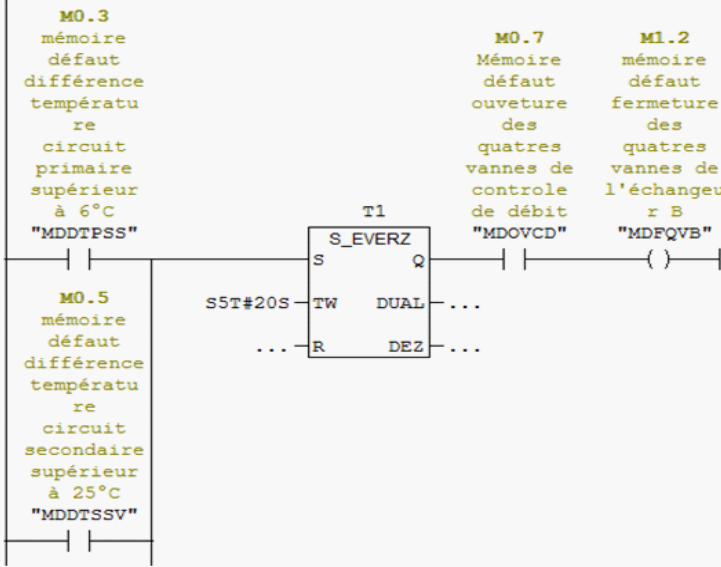 M0.3
mémoire
défaut
différence
températu
re
circuit
primaire
supérieur
à 6°C
"MDDTPSS"
M0.7
Mémoire
défaut
ouveture
des
quatres
vannes de
controle
de débit
"MDOVCD"
M1.2
mémoire
défaut
fermeture
des
quatres
vannes de
l'échangeu
r B
"MDFQVB"
T1
S_EVERZ
S Q
S5T#20S TW DUAL ...
... R DEZ ...
M0.5
mémoire
défaut
différence
températu
re
circuit
secondaire
supérieur
à 25°C
"MDDTSSV"